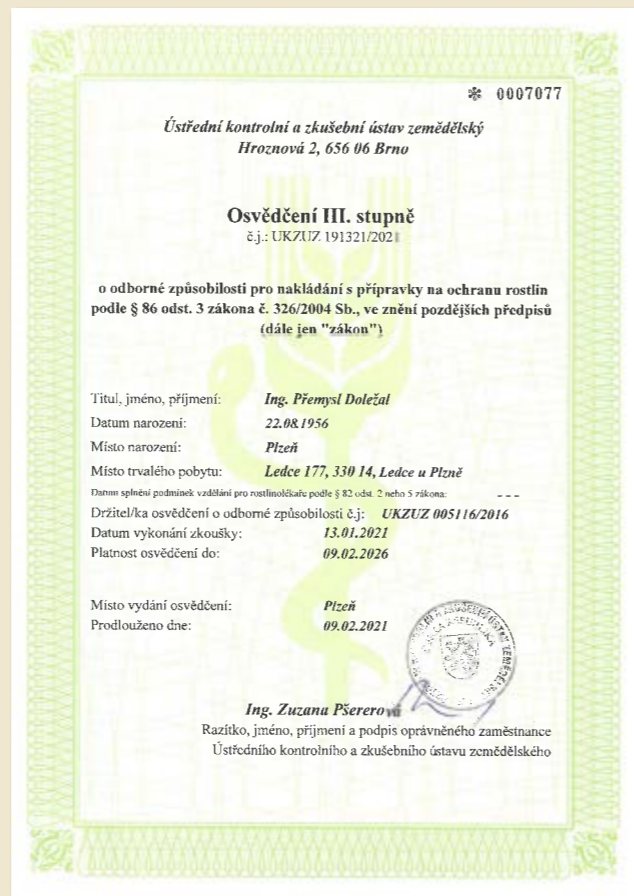 ✻ 0007077
Ústřední kontrolní a zkušební ústav zemědělský
Hroznová 2, 656 06 Brno
Osvědčení III. stupně
č.j.: UKZUZ 191321/2021
o odborné způsobilosti pro nakládání s přípravky na ochranu rostlin
podle § 86 odst. 3 zákona č. 326/2004 Sb., ve znění pozdějších předpisů
(dále jen "zákon")
Titul, jméno, příjmení: Ing. Přemysl Doležal
Datum narození: 22.08.1956
Místo narození: Plzeň
Místo trvalého pobytu: Ledce 177, 330 14, Ledce u Plzně
Datum splnění podmínek vzdělání pro rostlinolékaře podle § 82 odst. 2 nebo 5 zákona: - - -
Držitel/ka osvědčení o odborné způsobilosti č.j: UKZUZ 005116/2016
Datum vykonání zkoušky: 13.01.2021
Platnost osvědčení do: 09.02.2026
Místo vydání osvědčení: Plzeň
Prodlouženo dne: 09.02.2021
Ing. Zuzana Pšererová
Razítko, jméno, příjmení a podpis oprávněného zaměstnance
Ústředního kontrolního a zkušebního ústavu zemědělského